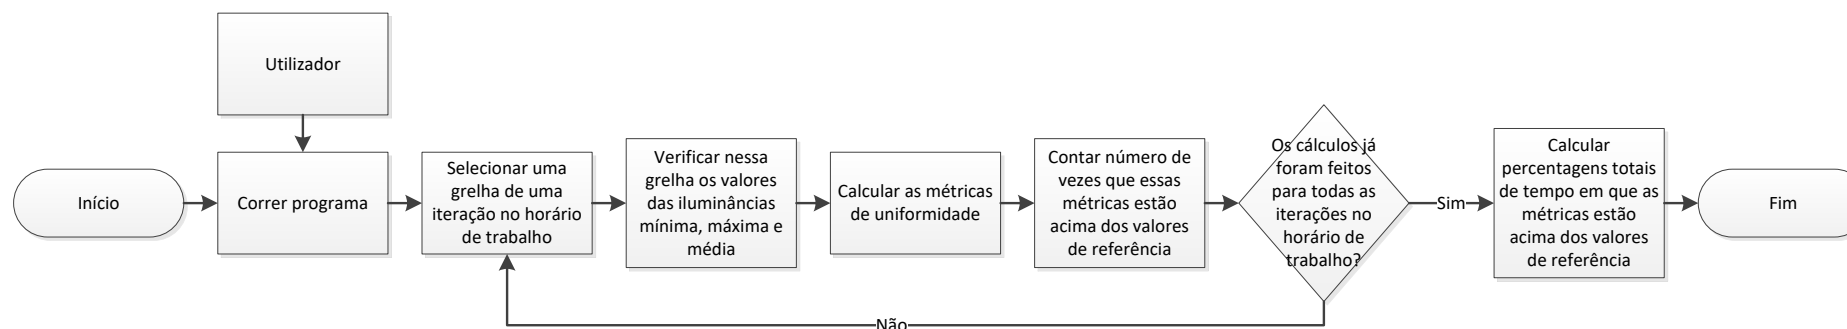 Utilizador
Início
Correr programa
Selecionar uma
grelha de uma
iteração no horário
de trabalho
Verificar nessa
grelha os valores
das iluminâncias
mínima, máxima e
média
Calcular as métricas
de uniformidade
Contar número de
vezes que essas
métricas estão
acima dos valores
de referência
Os cálculos já
foram feitos
para todas as
iterações no
horário de
trabalho?
Sim
Calcular
percentagens totais
de tempo em que as
métricas estão
acima dos valores
de referência
Fim
Não